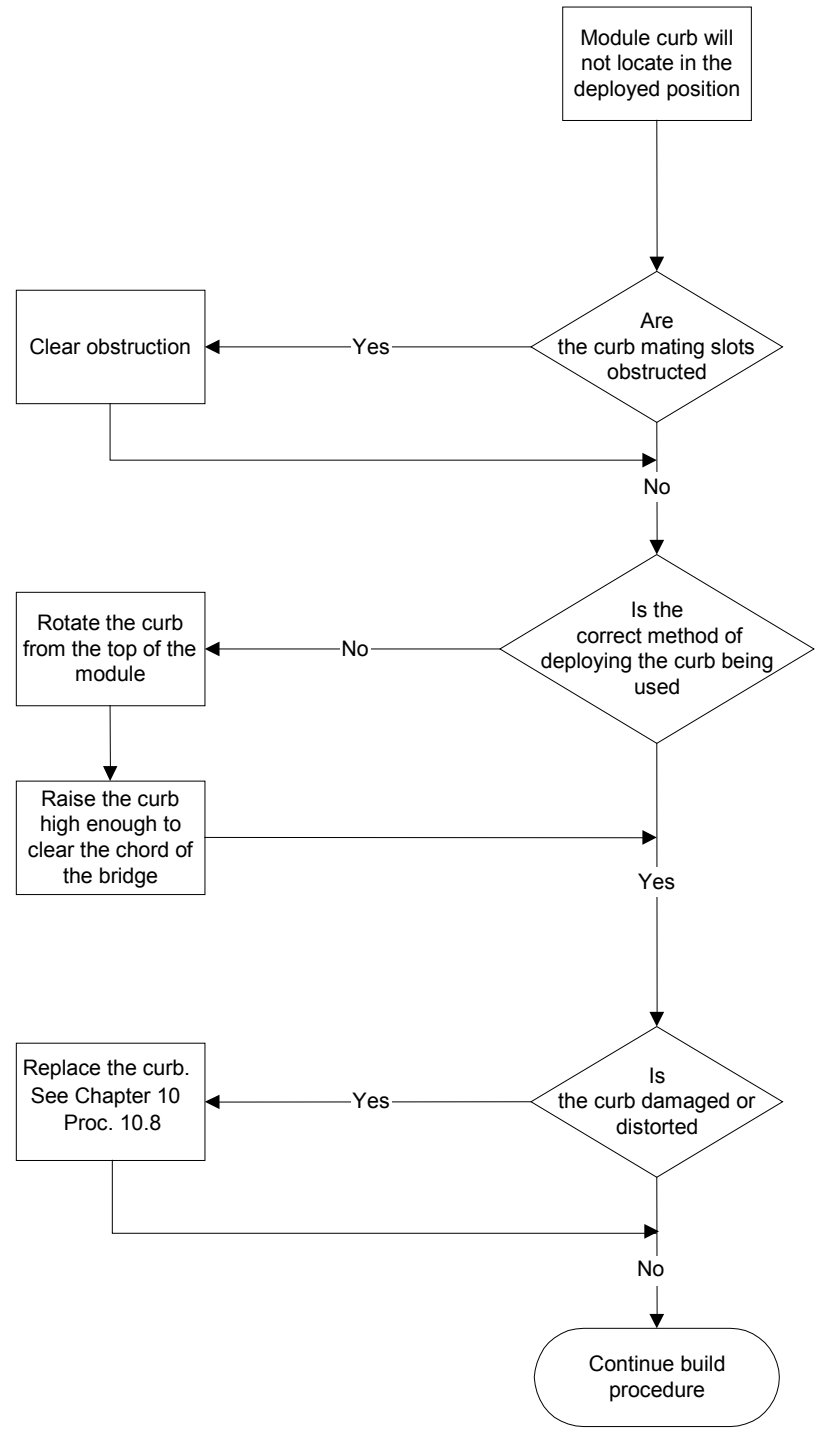 Module curb will
not locate in the
deployed position
Are
the curb mating slots
obstructed
Yes
Clear obstruction
No
Is the
correct method of
deploying the curb being
used
No
Rotate the curb
from the top of the
module
Raise the curb
high enough to
clear the chord of
the bridge
Yes
Is
the curb damaged or
distorted
Yes
Replace the curb.
See Chapter 10
Proc. 10.8
No
Continue build
procedure